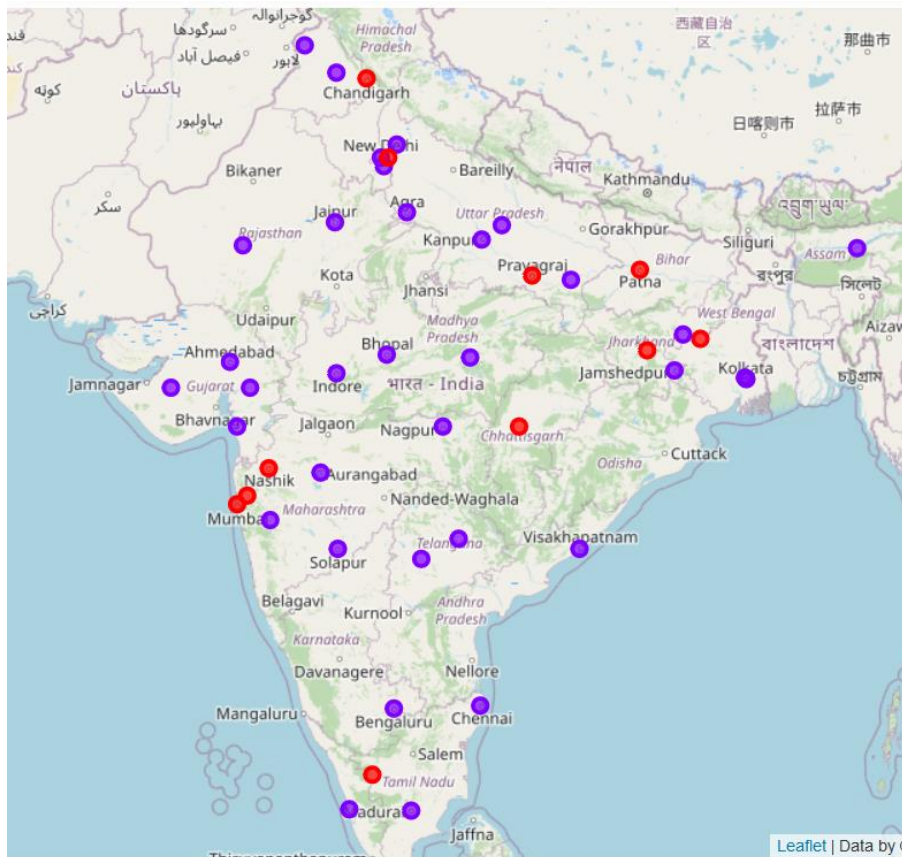 گوجرانوالہ
Himachal
Pradesh
西藏自治
区
那曲市
سرگودھا
فیصل آباد
لاہور
Chandigarh
کوئٹہ
پاکستان
拉萨市
日喀则市
بہاولپور
New Delhi
Bikaner
Bareilly
नेपाल
Kathmandu
འབྲུག་ཡུལ་
سکر
Jaipur
Agra
Uttar Pradesh
Rajasthan
Kanpur
Gorakhpur
Siliguri
Assam
Kota
Prayagraj
Bihar
Patna
রংপুর
সিলেট
کراچی
Jhansi
Udaipur
Madhya
Pradesh
West Bengal
Aizaw
Ahmedabad
Bhopal
Jharkhand
বাংলাদেশ
Jamnagar
Gujarat
Indore
भारत - India
Jamshedpur
Kolkata
চট্টগ্রাম
Bhavnagar
Jalgaon
Nagpur
Chhattisgarh
Cuttack
Nashik
Aurangabad
Odisha
Nanded-Waghala
Mumbai
Maharashtra
Solapur
Telangana
Visakhapatnam
Belagavi
Kurnool
Andhra
Pradesh
Karnataka
Davanagere
Nellore
Mangaluru
Bengaluru
Chennai
Salem
Tamil Nadu
Madurai
Jaffna
Leaflet | Data by